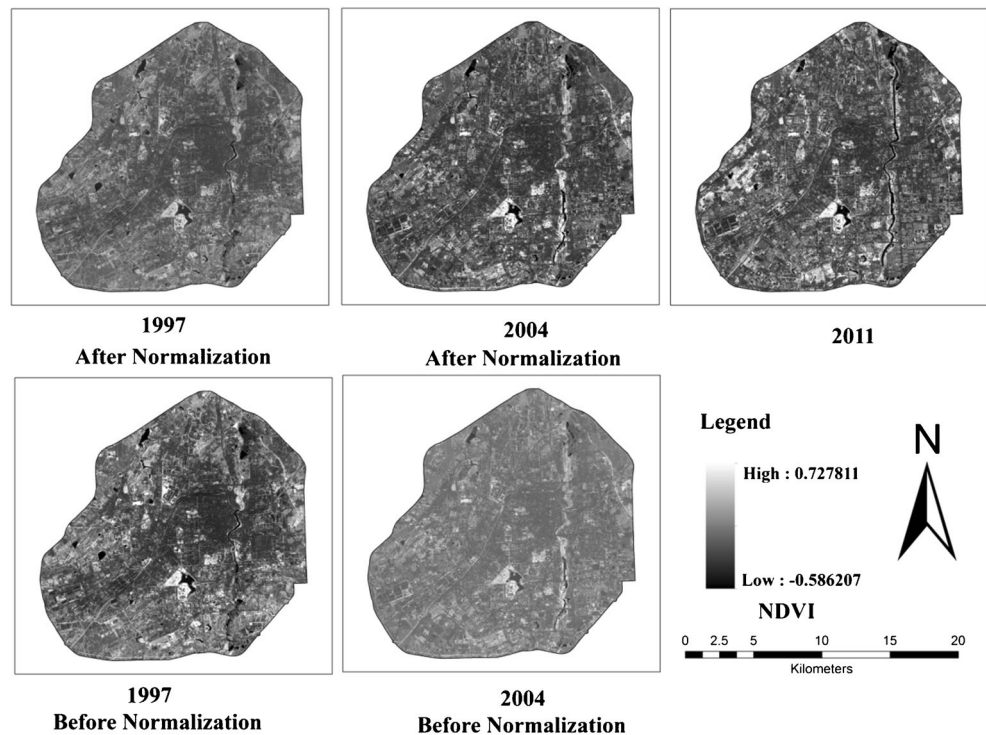 1997
After Normalization
2004
After Normalization
2011
1997
Before Normalization
2004
Before Normalization
Legend
High : 0.727811
Low : -0.586207
NDVI
N
0 2.5 5 10 15 20
Kilometers